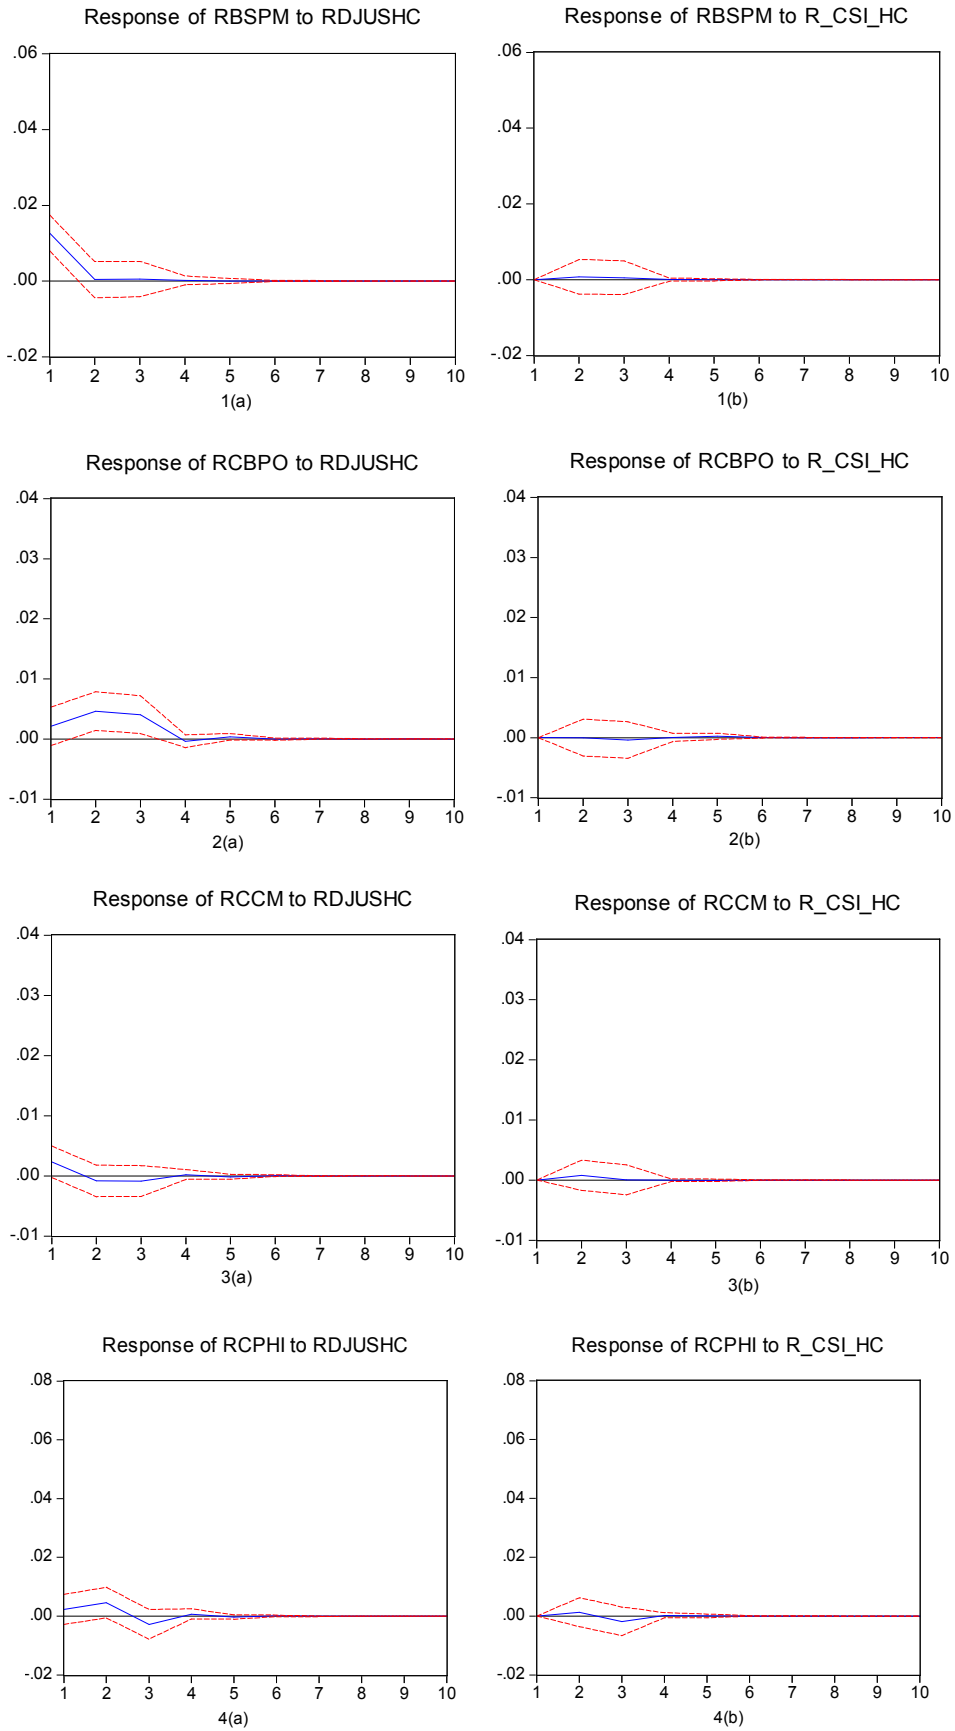 Response of RBSPM to RDJUSHC
.06
.04
.02
.00
-.02
1 2 3 4 5 6 7 8 9 10
1(a)
Response of RBSPM to R_CSI_HC
.06
.04
.02
.00
-.02
1 2 3 4 5 6 7 8 9 10
1(b)
Response of RCBPO to RDJUSHC
.04
.03
.02
.01
.00
-.01
1 2 3 4 5 6 7 8 9 10
2(a)
Response of RCBPO to R_CSI_HC
.04
.03
.02
.01
.00
-.01
1 2 3 4 5 6 7 8 9 10
2(b)
Response of RCCM to RDJUSHC
.04
.03
.02
.01
.00
-.01
1 2 3 4 5 6 7 8 9 10
3(a)
Response of RCCM to R_CSI_HC
.04
.03
.02
.01
.00
-.01
1 2 3 4 5 6 7 8 9 10
3(b)
Response of RCPHI to RDJUSHC
.08
.06
.04
.02
.00
-.02
1 2 3 4 5 6 7 8 9 10
4(a)
Response of RCPHI to R_CSI_HC
.08
.06
.04
.02
.00
-.02
1 2 3 4 5 6 7 8 9 10
4(b)